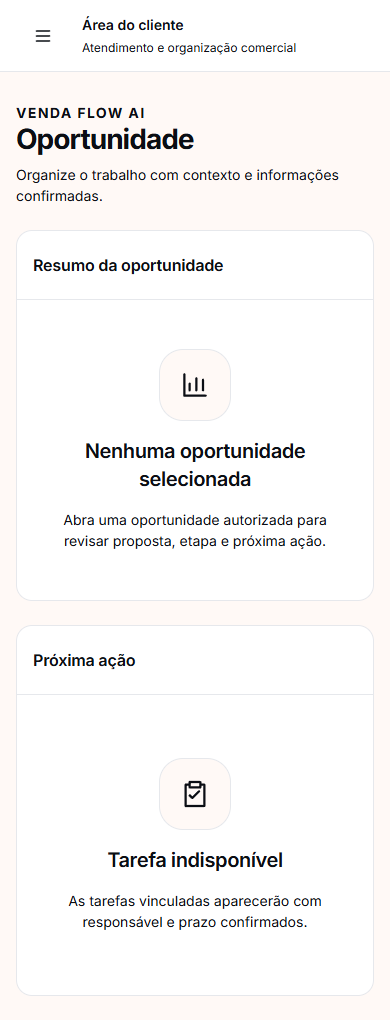 Área do cliente
Atendimento e organização comercial
VENDA FLOW AI
Oportunidade
Organize o trabalho com contexto e informações
confirmadas.
Resumo da oportunidade
Nenhuma oportunidade
selecionada
Abra uma oportunidade autorizada para
revisar proposta, etapa e próxima ação.
Próxima ação
Tarefa indisponível
As tarefas vinculadas aparecerão com
responsável e prazo confirmados.